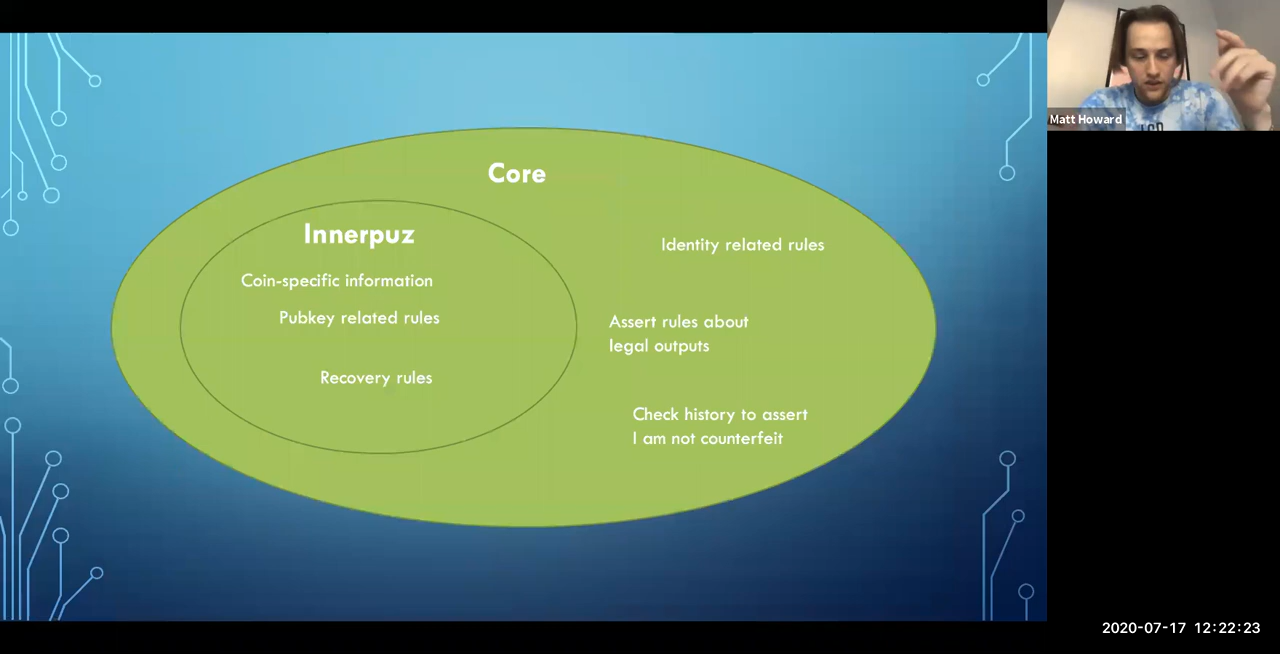 Core
Innerpuz
Coin-specific information
Pubkey related rules
Recovery rules
Identity related rules
Assert rules about
legal outputs
Check history to assert
I am not counterfeit
Matt Howard
2020-07-17 12:22:23